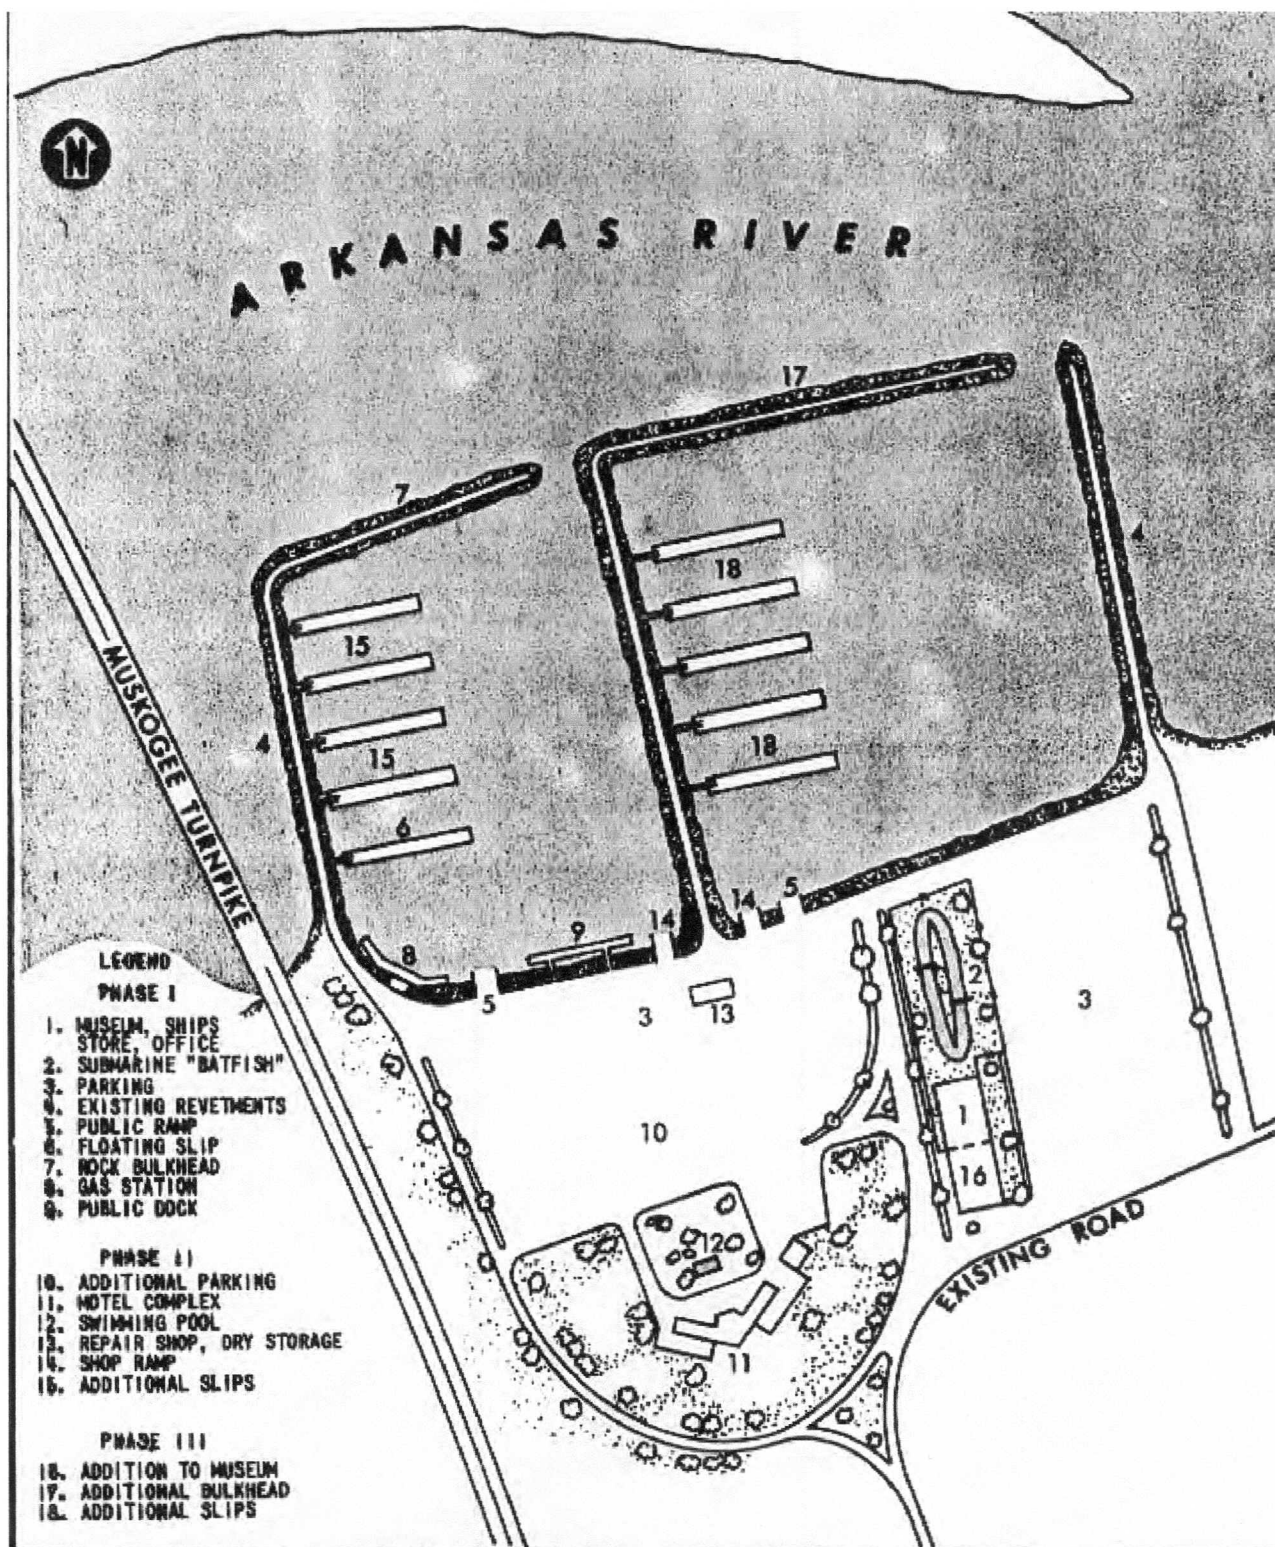 N
ARKANSAS RIVER
17
7
4
18
15
MUSKOGEE TURNPIKE
4
15
18
6
14
5
9
14
8
5
3
13
2
3
1
10
16
12
11
EXISTING ROAD
LEGEND
PHASE I
1. MUSEUM, SHIPS
STORE, OFFICE
2. SUBMARINE "BATFISH"
3. PARKING
4. EXISTING REVETMENTS
5. PUBLIC RAMP
6. FLOATING SLIP
7. ROCK BULKHEAD
8. GAS STATION
9. PUBLIC DOCK
PHASE II
10. ADDITIONAL PARKING
11. MOTEL COMPLEX
12. SWIMMING POOL
13. REPAIR SHOP, DRY STORAGE
14. SHOP RAMP
15. ADDITIONAL SLIPS
PHASE III
16. ADDITION TO MUSEUM
17. ADDITIONAL BULKHEAD
18. ADDITIONAL SLIPS